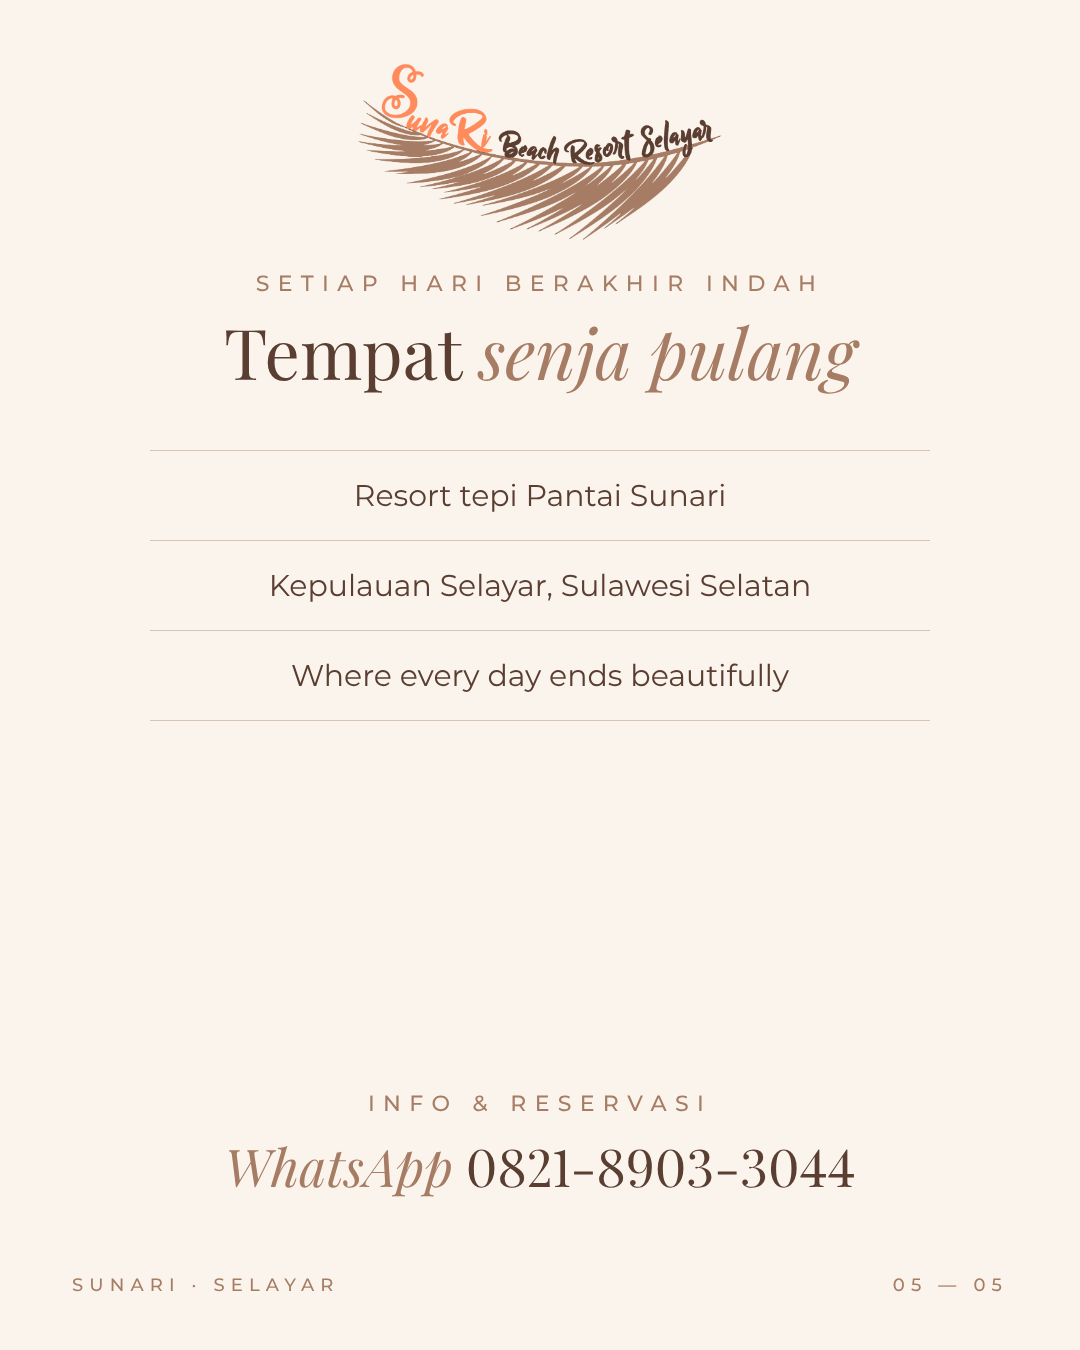 SunaRi Beach Resort Selayar
SETIAP HARI BERAKHIR INDAH
Tempat senja pulang
Resort tepi Pantai Sunari
Kepulauan Selayar, Sulawesi Selatan
Where every day ends beautifully
INFO & RESERVASI
WhatsApp 0821-8903-3044
SUNARI · SELAYAR
05 — 05